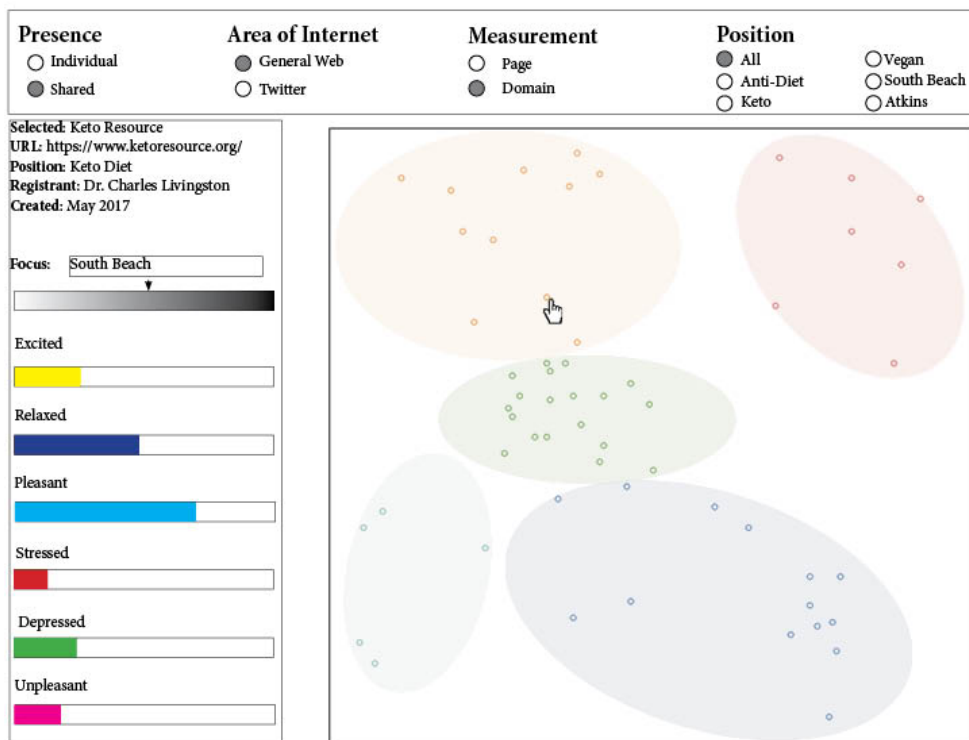 Presence
Individual
Shared
Area of Internet
General Web
Twitter
Measurement
Page
Domain
Position
All
Anti-Diet
Keto
Vegan
South Beach
Atkins
Selected: Keto Resource
URL: https://www.ketoresource.org/
Position: Keto Diet
Registrant: Dr. Charles Livingston
Created: May 2017
Focus: South Beach
Excited
Relaxed
Pleasant
Stressed
Depressed
Unpleasant